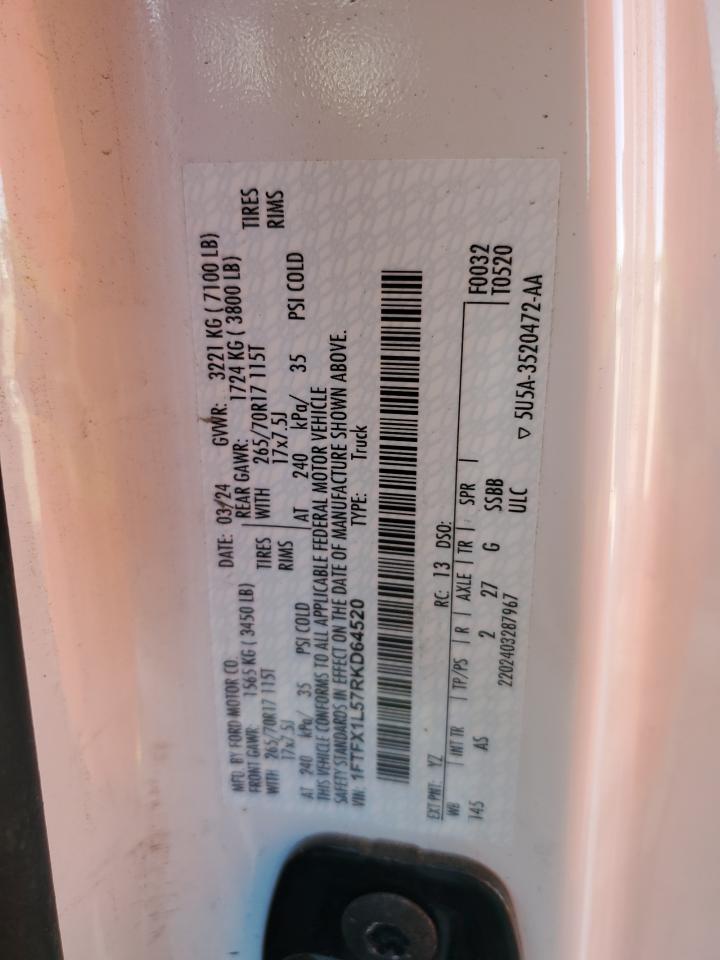 MFD. BY FORD MOTOR CO.
DATE: 03/24 GVWR: 3221 KG ( 7100 LB)
FRONT GAWR: 1565 KG ( 3450 LB) REAR GAWR: 1724 KG ( 3800 LB)
WITH 265/70R17 115T TIRES WITH 265/70R17 115T TIRES
17x7.5J RIMS 17x7.5J RIMS
AT 240 kPa/ 35 PSI COLD AT 240 kPa/ 35 PSI COLD
THIS VEHICLE CONFORMS TO ALL APPLICABLE FEDERAL MOTOR VEHICLE
SAFETY STANDARDS IN EFFECT ON THE DATE OF MANUFACTURE SHOWN ABOVE.
VIN: 1FTFX1L57RKD64520 TYPE: Truck
EXT PNT: YZ RC: 13 DSO:
WB INT TR TP/PS R AXLE TR SPR F0032
145 AS 2 27 G SSBB T0520
2202403287967 ULC
5U5A-3520472-AA